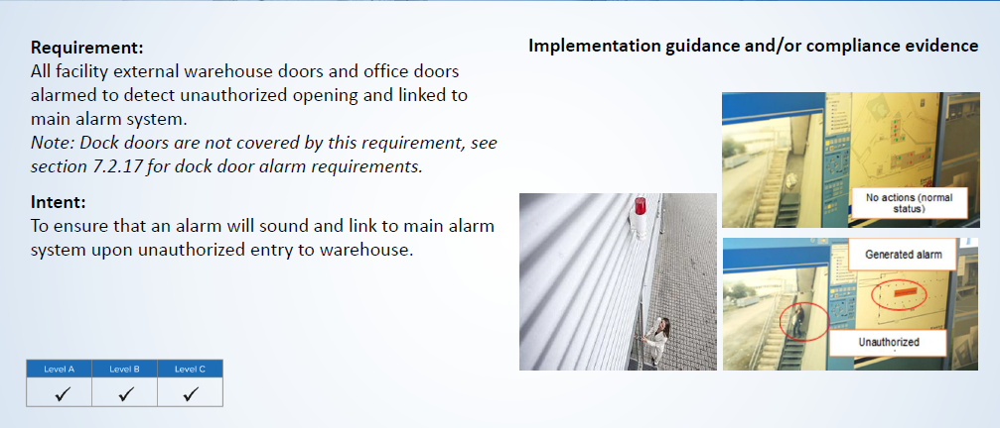 Requirement:
All facility external warehouse doors and office doors
alarmed to detect unauthorized opening and linked to
main alarm system.
Note: Dock doors are not covered by this requirement, see
section 7.2.17 for dock door alarm requirements.
Intent:
To ensure that an alarm will sound and link to main alarm
system upon unauthorized entry to warehouse.
Level A Level B Level C
✓ ✓ ✓
Implementation guidance and/or compliance evidence
No actions (normal
status)
Generated alarm
Unauthorized